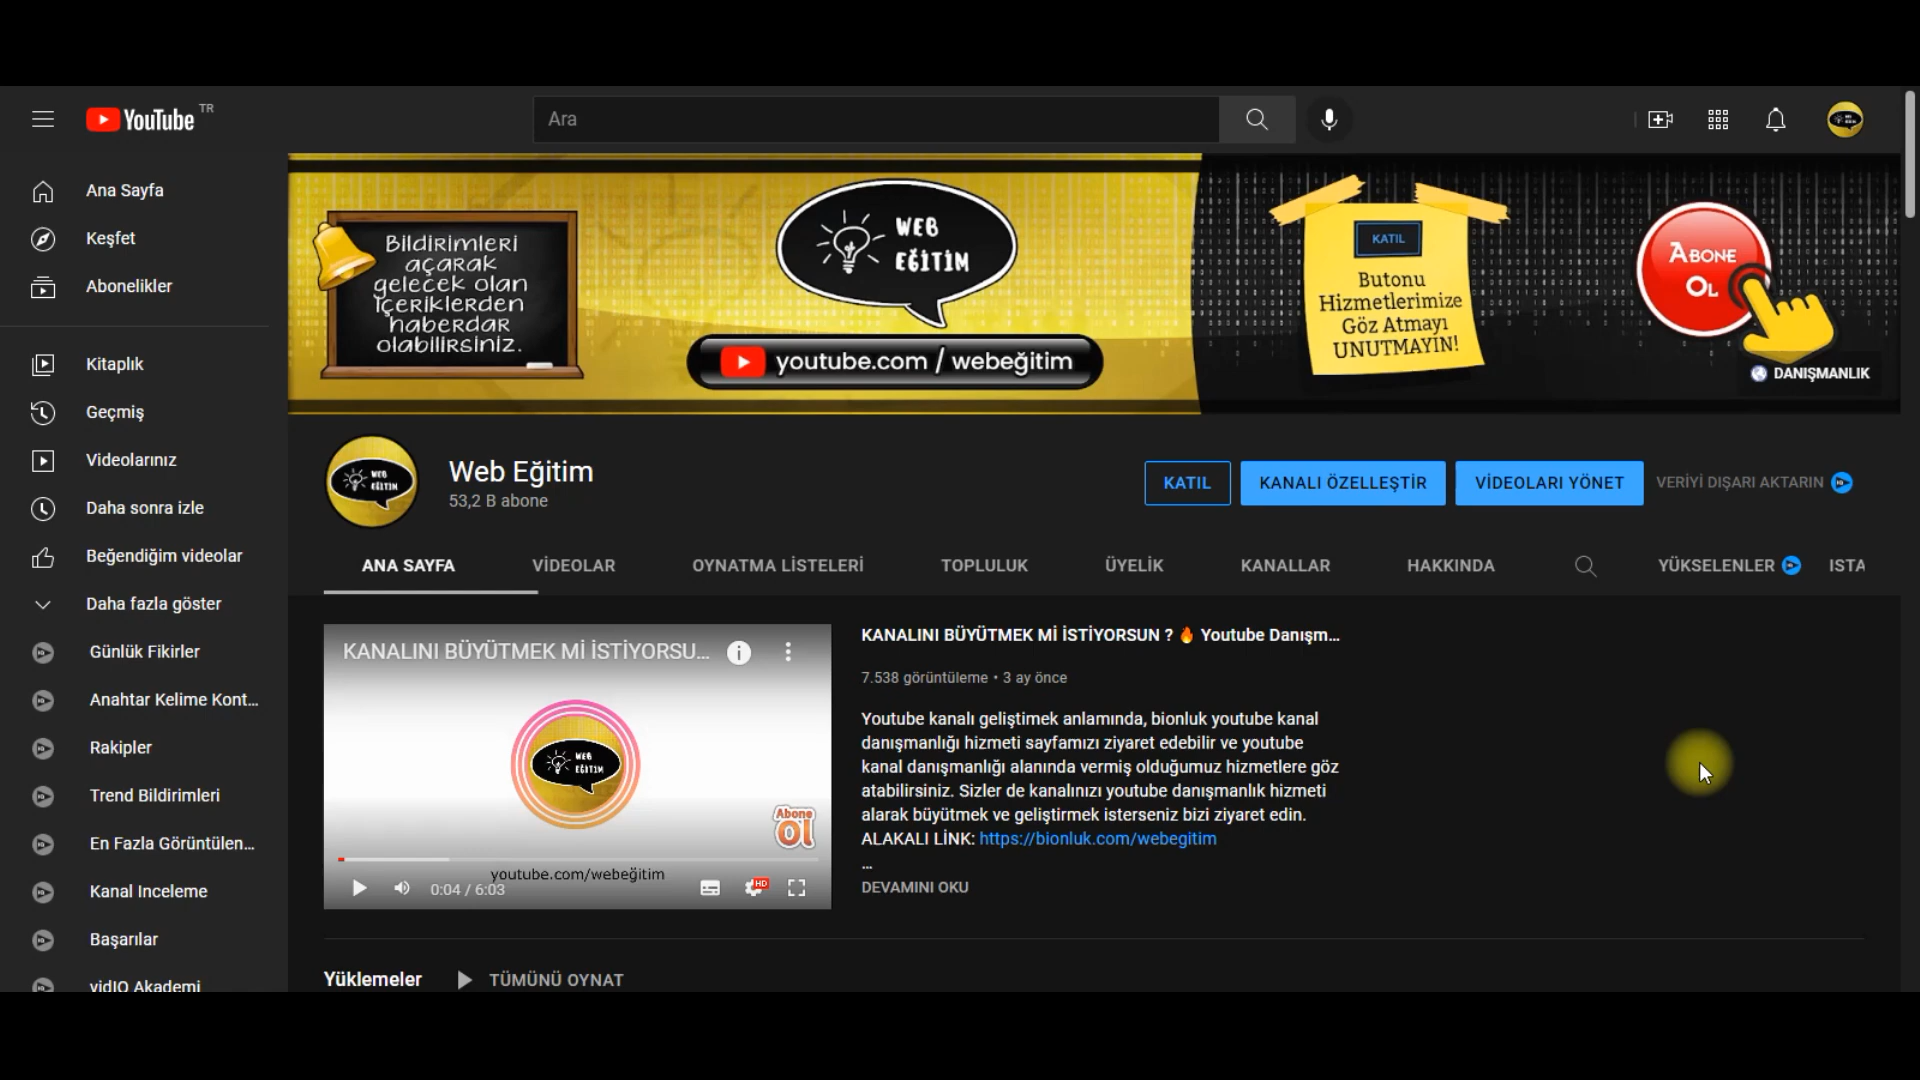 YouTube TR
Ara
Ana Sayfa
Keşfet
Abonelikler
Kitaplık
Geçmiş
Videolarınız
Daha sonra izle
Beğendiğim videolar
Daha fazla göster
Günlük Fikirler
Anahtar Kelime Kont...
Rakipler
Trend Bildirimleri
En Fazla Görüntülen...
Kanal Inceleme
Başarılar
vidIQ Akademi
Bildirimleri
açarak
gelecek olan
içeriklerden
haberdar
olabilirsiniz.
WEB
EĞİTİM
youtube.com / webeğitim
KATIL
Butonu
Hizmetlerimize
Göz Atmayı
UNUTMAYIN!
ABONE
OL
DANIŞMANLIK
WEB
EĞİTİM
Web Eğitim
53,2 B abone
KATIL
KANALI ÖZELLEŞTİR
VİDEOLARI YÖNET
VERİYİ DIŞARI AKTARIN
ANA SAYFA
VİDEOLAR
OYNATMA LİSTELERİ
TOPLULUK
ÜYELİK
KANALLAR
HAKKINDA
YÜKSELENLER
ISTA
KANALINI BÜYÜTMEK Mİ İSTİYORSU...
WEB
EĞİTİM
Abone
ol
youtube.com/webeğitim
0:04 / 6:03
HD
KANALINI BÜYÜTMEK Mİ İSTİYORSUN ? 🔥 Youtube Danışm...
7.538 görüntüleme • 3 ay önce
Youtube kanalı geliştimek anlamında, bionluk youtube kanal
danışmanlığı hizmeti sayfamızı ziyaret edebilir ve youtube
kanal danışmanlığı alanında vermiş olduğumuz hizmetlere göz
atabilirsiniz. Sizler de kanalınızı youtube danışmanlık hizmeti
alarak büyütmek ve geliştirmek isterseniz bizi ziyaret edin.
ALAKALI LİNK: https://bionluk.com/webegitim
...
DEVAMINI OKU
Yüklemeler
TÜMÜNÜ OYNAT